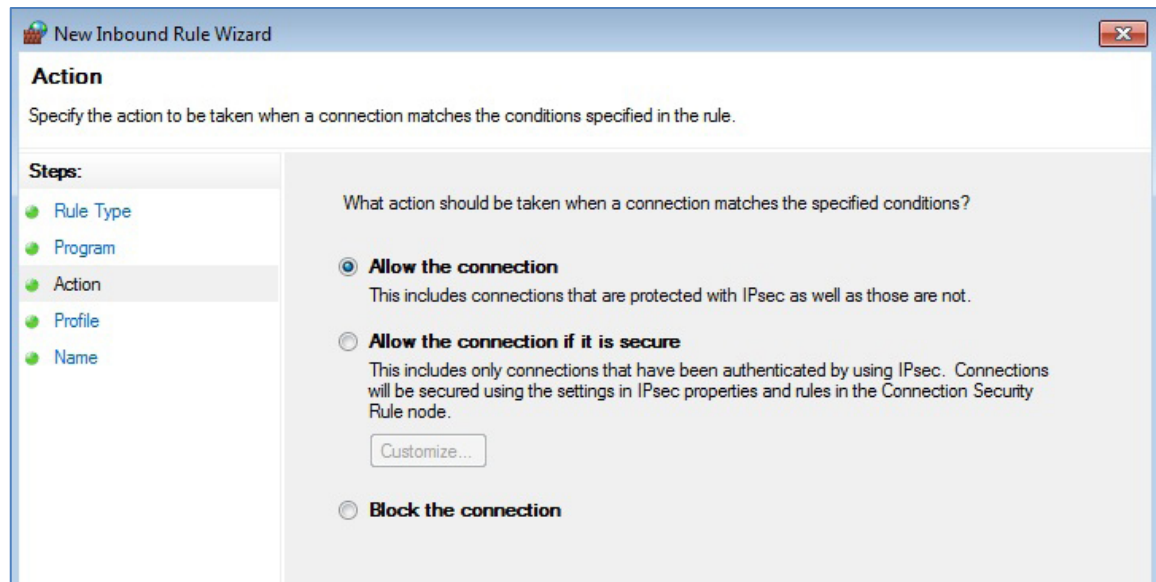 New Inbound Rule Wizard
Action
Specify the action to be taken when a connection matches the conditions specified in the rule.
Steps:
Rule Type
Program
Action
Profile
Name
What action should be taken when a connection matches the specified conditions?
Allow the connection
This includes connections that are protected with IPsec as well as those are not.
Allow the connection if it is secure
This includes only connections that have been authenticated by using IPsec. Connections
will be secured using the settings in IPsec properties and rules in the Connection Security
Rule node.
Customize...
Block the connection